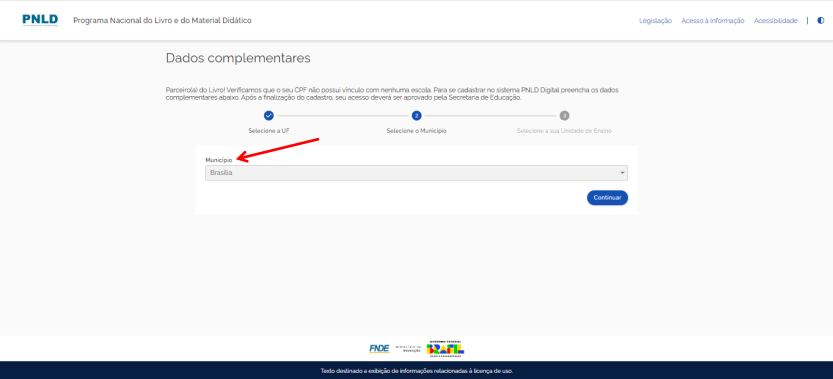 PNLD Programa Nacional do Livro e do Material Didático
Legislação Acesso à Informação Acessibilidade
Dados complementares
Parceiro(a) do Livro! Verificamos que o seu CPF não possui vínculo com nenhuma escola. Para se cadastrar no sistema PNLD Digital preencha os dados
complementares abaixo. Após a finalização do cadastro, seu acesso deverá ser aprovado pela Secretaria de Educação.
2 3
Selecione a UF Selecione o Município Selecione a sua Unidade de Ensino
Município
Brasília
Continuar
FNDE MINISTÉRIO DA EDUCAÇÃO GOVERNO FEDERAL BRASIL
Texto destinado a exibição de informações relacionadas à licença de uso.